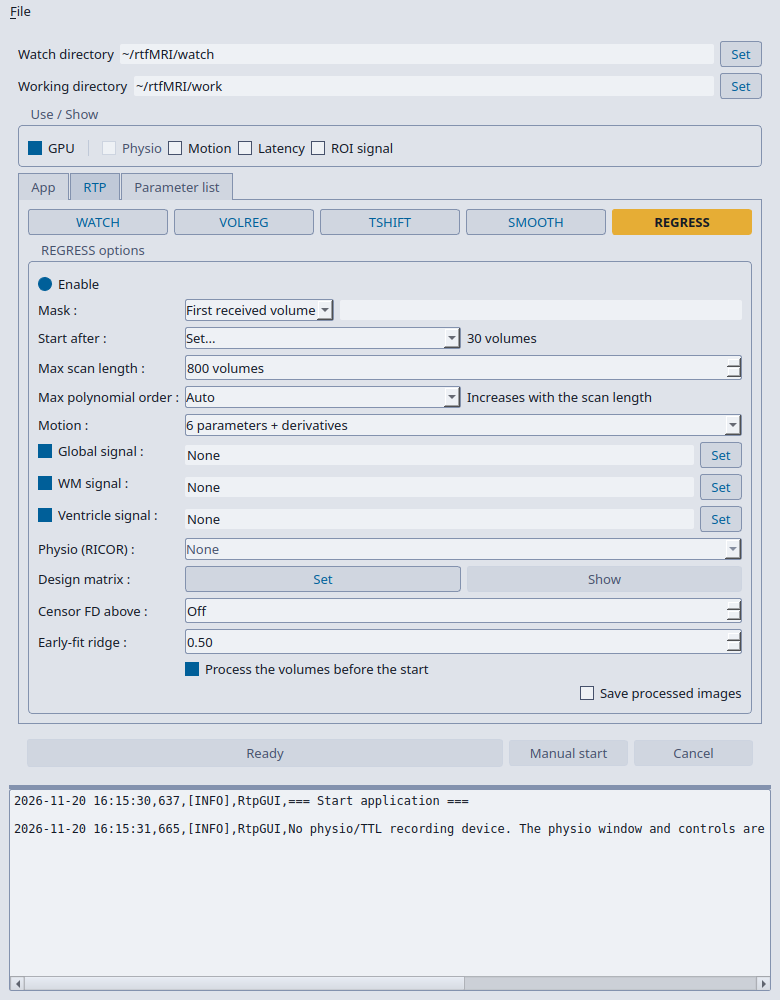 File
Watch directory ~/rtfMRI/watch Set
Working directory ~/rtfMRI/work Set
Use / Show
GPU Physio Motion Latency ROI signal
App RTP Parameter list
WATCH VOLREG TSHIFT SMOOTH REGRESS
REGRESS options
Enable
Mask : First received volume
Start after : Set... 30 volumes
Max scan length : 800 volumes
Max polynomial order : Auto Increases with the scan length
Motion : 6 parameters + derivatives
Global signal : None Set
WM signal : None Set
Ventricle signal : None Set
Physio (RICOR) : None
Design matrix : Set Show
Censor FD above : Off
Early-fit ridge : 0.50
Process the volumes before the start
Save processed images
Ready Manual start Cancel
2026-11-20 16:15:30,637,[INFO],RtpGUI,=== Start application ===
2026-11-20 16:15:31,665,[INFO],RtpGUI,No physio/TTL recording device. The physio window and controls are